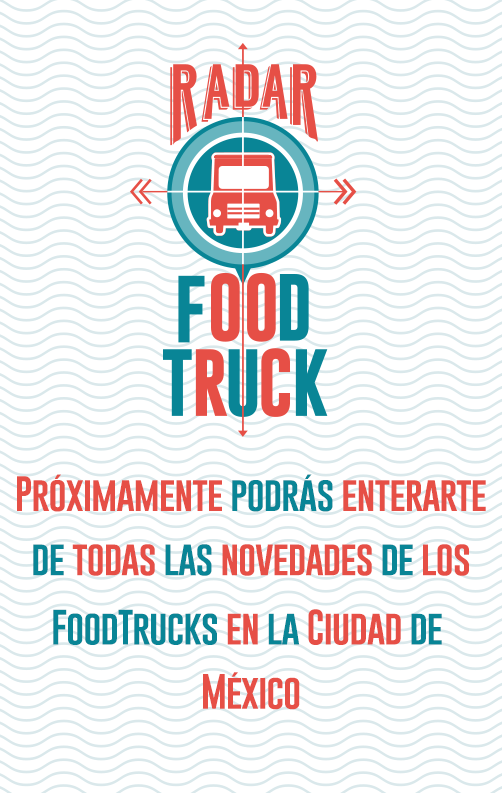 RADAR
FOOD
TRUCK
PRÓXIMAMENTE PODRÁS ENTERARTE
DE TODAS LAS NOVEDADES DE LOS
FOODTRUCKS EN LA CIUDAD DE
MÉXICO